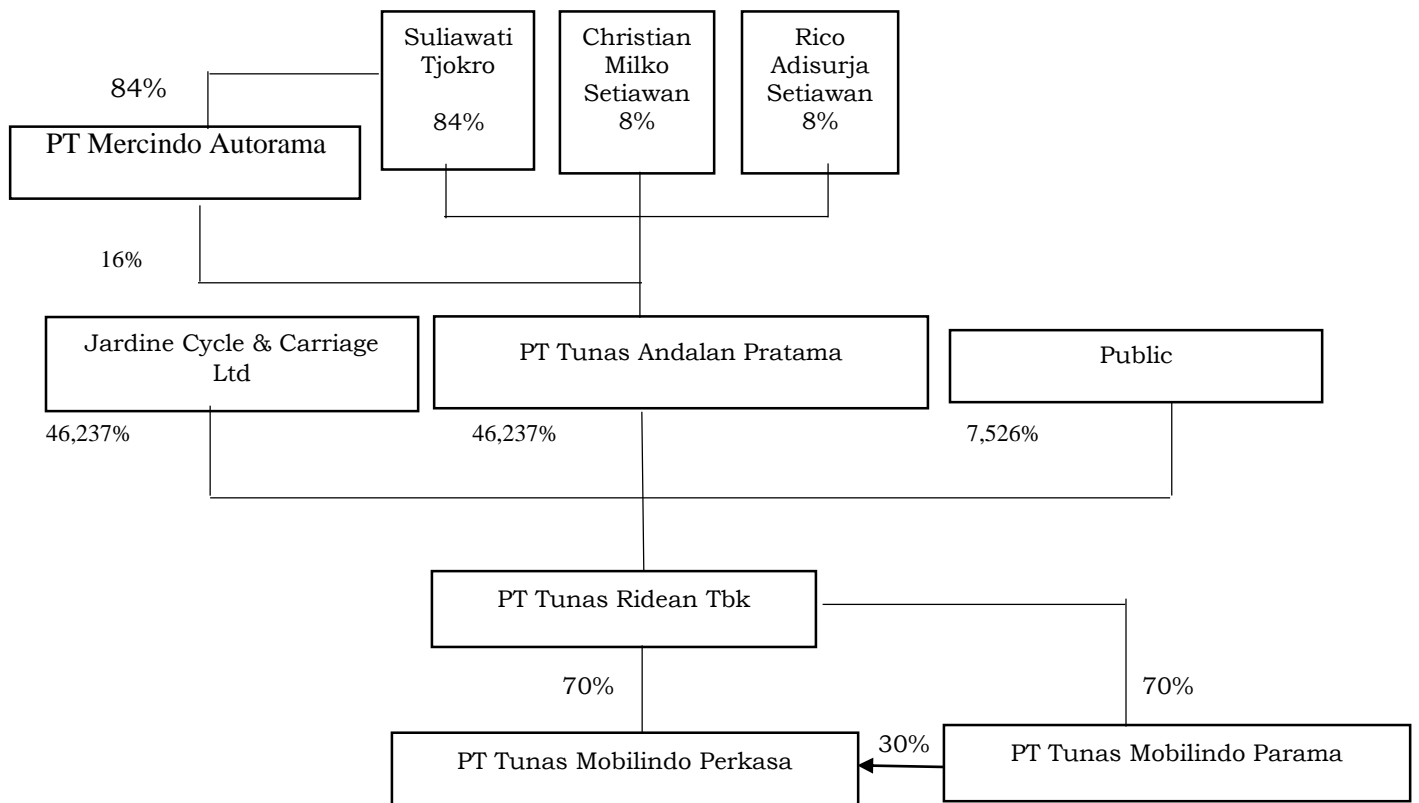 Suliawati
Tjokro
84%
Christian
Milko
Setiawan
8%
Rico
Adisurja
Setiawan
8%
84%
PT Mercindo Autorama
16%
Jardine Cycle & Carriage
Ltd
PT Tunas Andalan Pratama
Public
46,237%
46,237%
7,526%
PT Tunas Ridean Tbk
70%
70%
PT Tunas Mobilindo Perkasa
30%
PT Tunas Mobilindo Parama